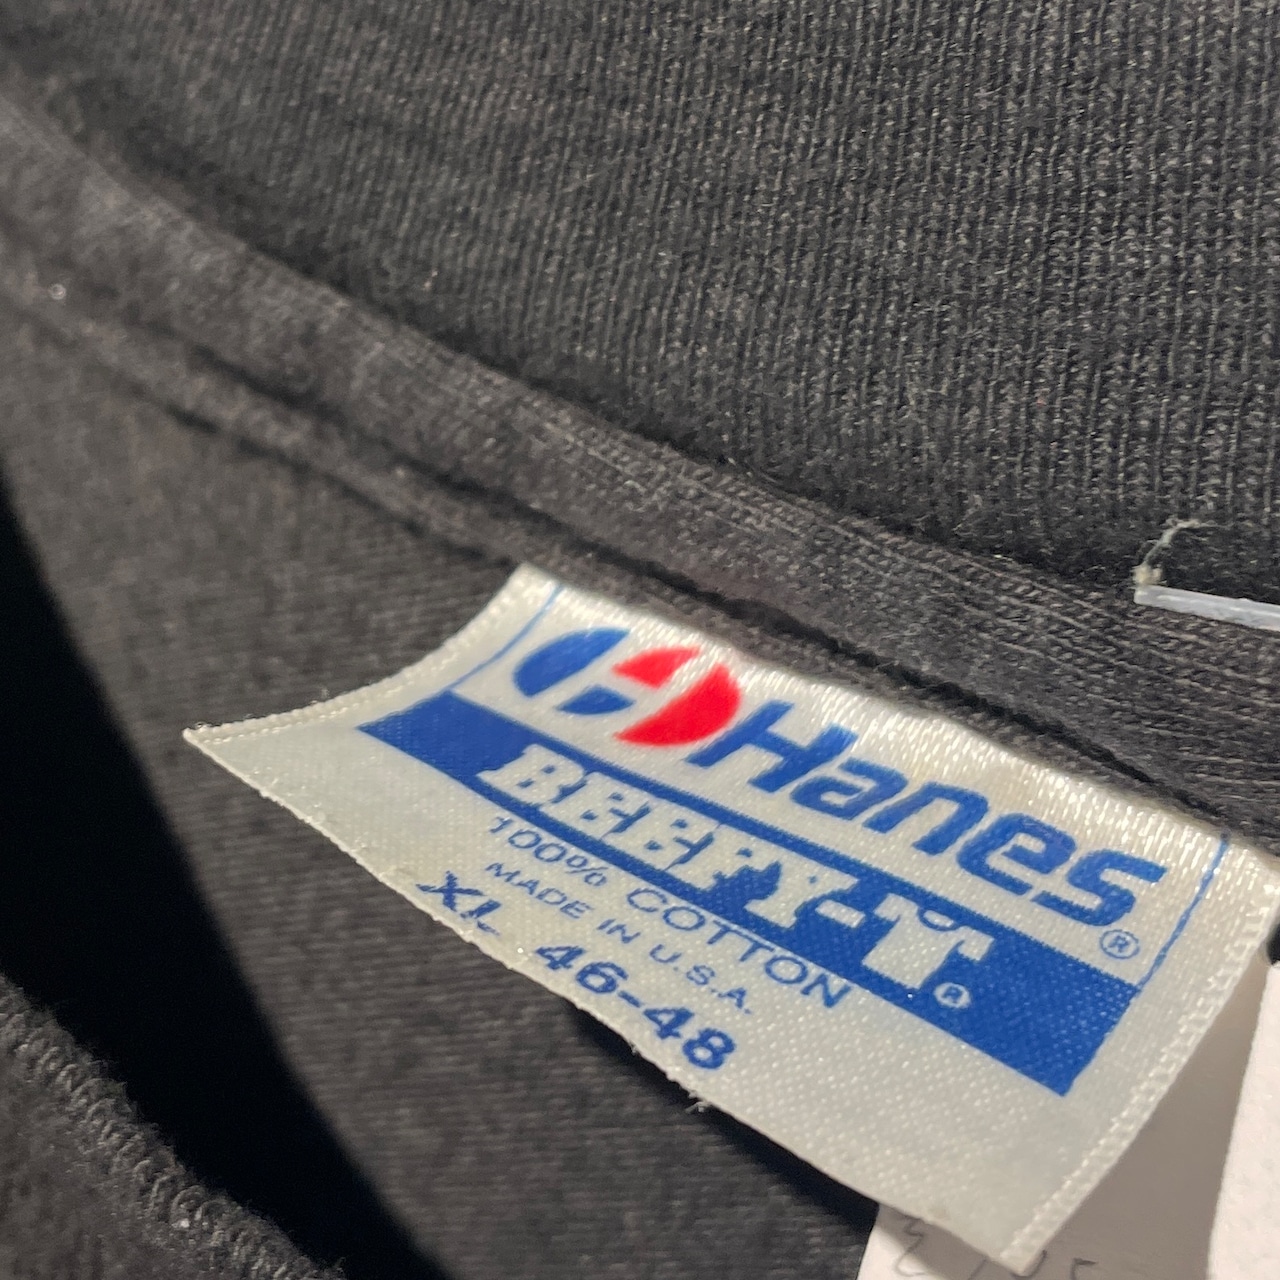 Hanes®
BEEFY-T®
100% COTTON
MADE IN U.S.A.
XL 46-48